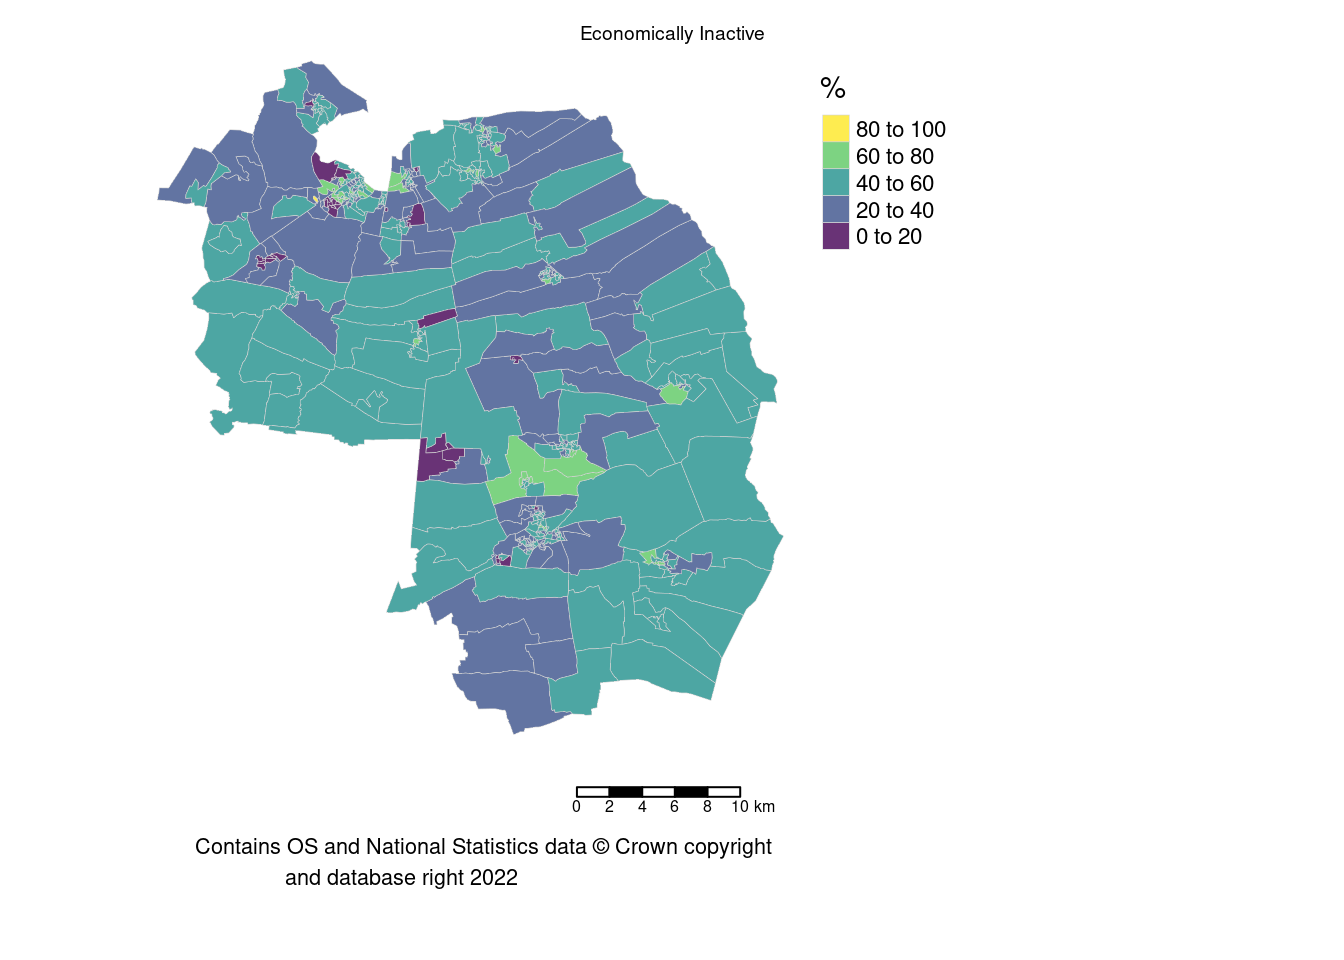 Economically Inactive
%
80 to 100
60 to 80
40 to 60
20 to 40
0 to 20
0 2 4 6 8 10 km
Contains OS and National Statistics data © Crown copyright
and database right 2022